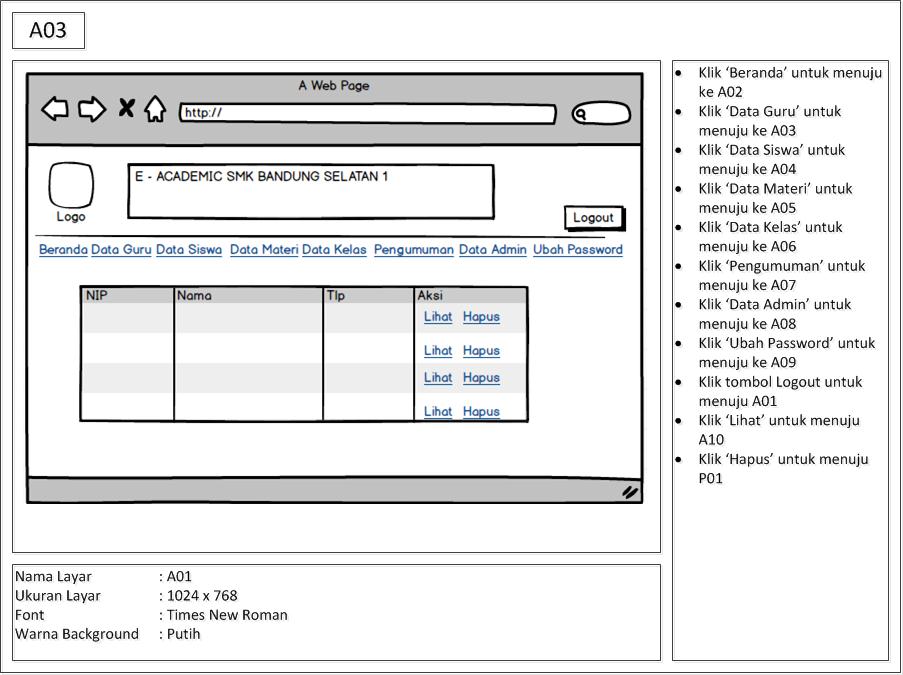 A03
A Web Page
http://
E - ACADEMIC SMK BANDUNG SELATAN 1
Logo
Logout
Beranda Data Guru Data Siswa Data Materi Data Kelas Pengumuman Data Admin Ubah Password
NIP Nama Tlp Aksi
Lihat Hapus
Lihat Hapus
Lihat Hapus
Lihat Hapus
• Klik ‘Beranda’ untuk menuju
ke A02
• Klik ‘Data Guru’ untuk
menuju ke A03
• Klik ‘Data Siswa’ untuk
menuju ke A04
• Klik ‘Data Materi’ untuk
menuju ke A05
• Klik ‘Data Kelas’ untuk
menuju ke A06
• Klik ‘Pengumuman’ untuk
menuju ke A07
• Klik ‘Data Admin’ untuk
menuju ke A08
• Klik ‘Ubah Password’ untuk
menuju ke A09
• Klik tombol Logout untuk
menuju A01
• Klik ‘Lihat’ untuk menuju
A10
• Klik ‘Hapus’ untuk menuju
P01
Nama Layar : A01
Ukuran Layar : 1024 x 768
Font : Times New Roman
Warna Background : Putih